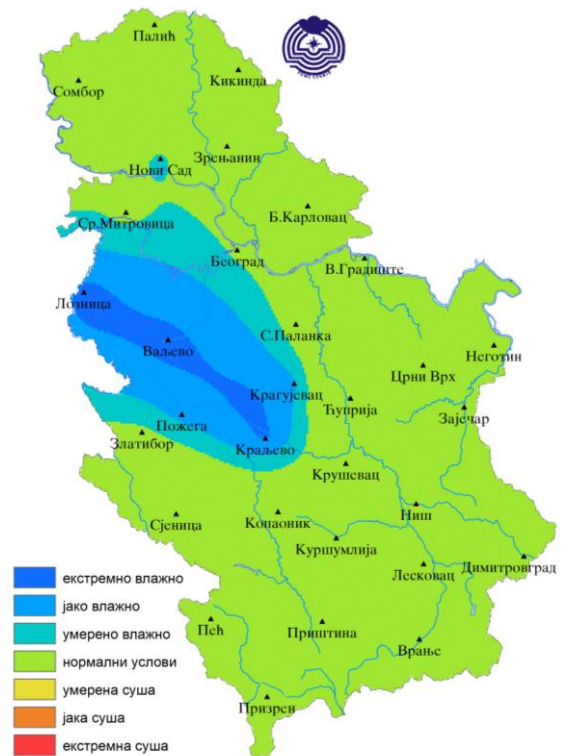 Палић
Сомбор
Кикинда
Нови Сад
Зрењанин
Б.Карловац
Ср.Митровица
Београд
В.Градиште
Лозница
Ваљево
С.Паланка
Неготин
Црни Врх
Крагујевац
Ћуприја
Зајечар
Пожега
Златибор
Краљево
Крушевац
Сјеница
Копаоник
Ниш
Куршумлија
Димитровград
Лесковац
Пећ
Приштина
Врање
Призрен
екстремно влажно
јако влажно
умерено влажно
нормални услови
умерена суша
јака суша
екстремна суша